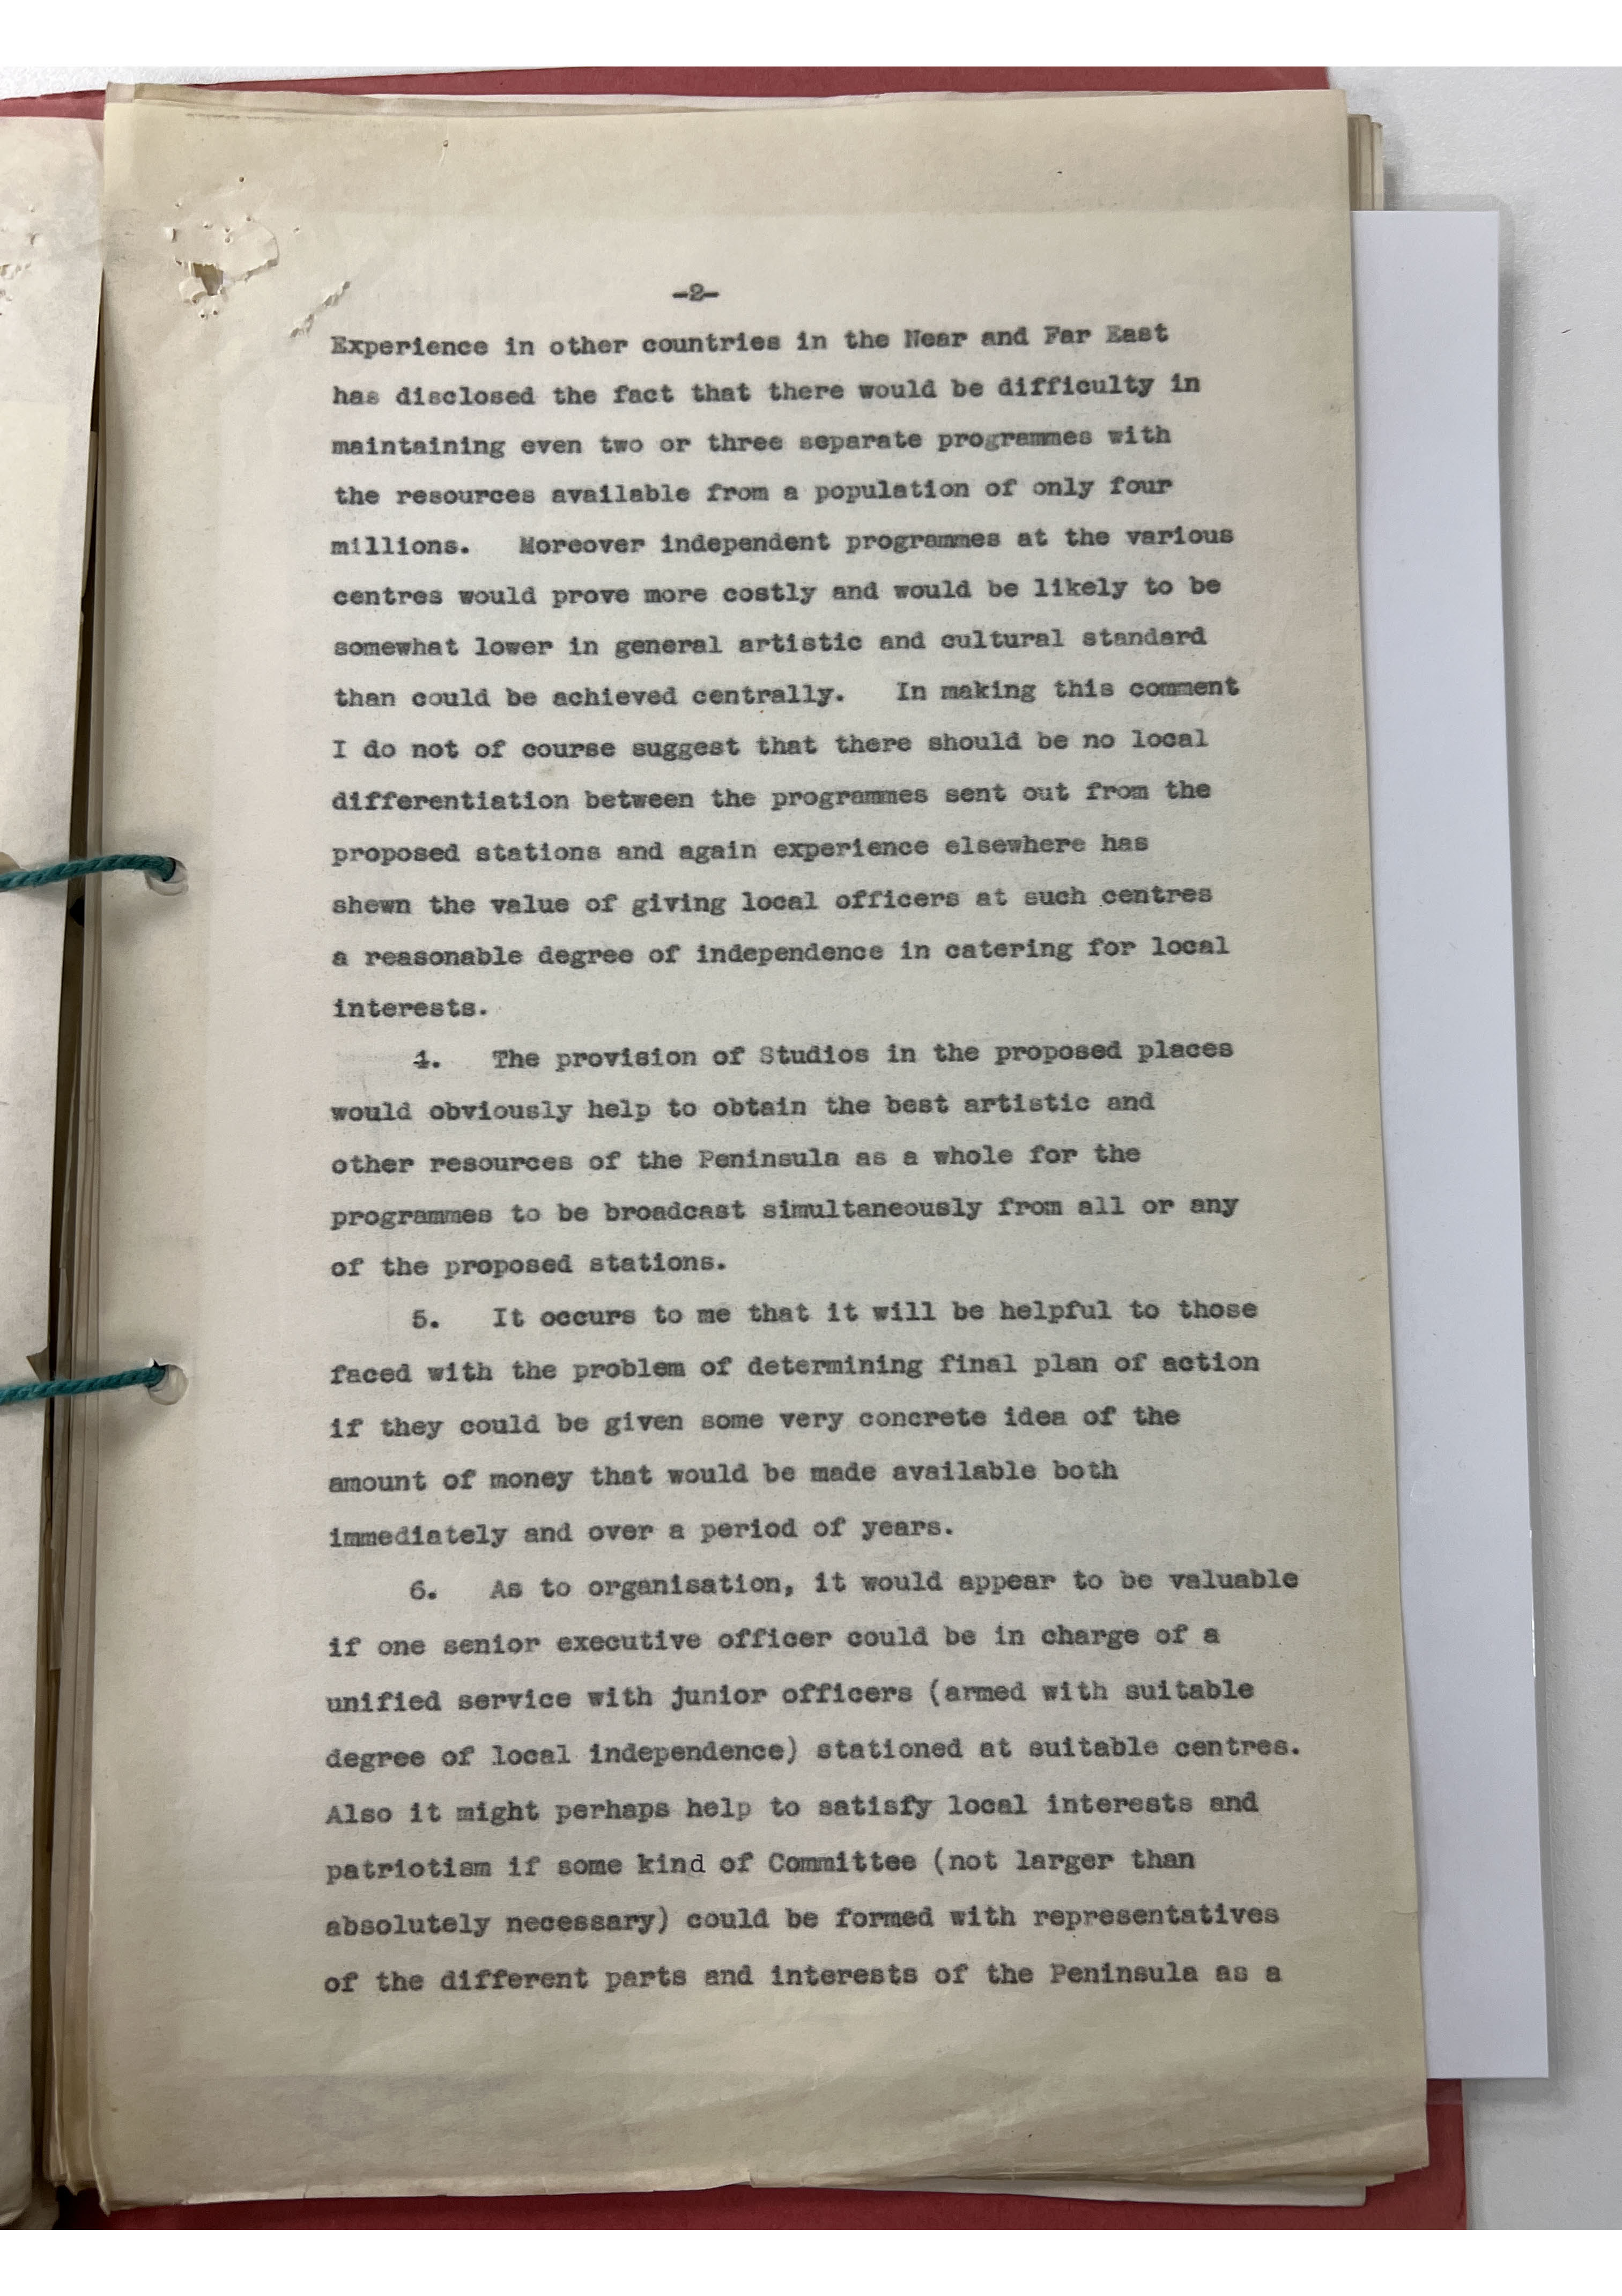 -2-
Experience in other countries in the Near and Far East
has disclosed the fact that there would be difficulty in
maintaining even two or three separate programmes with
the resources available from a population of only four
millions. Moreover independent programmes at the various
centres would prove more costly and would be likely to be
somewhat lower in general artistic and cultural standard
than could be achieved centrally. In making this comment
I do not of course suggest that there should be no local
differentiation between the programmes sent out from the
proposed stations and again experience elsewhere has
shewn the value of giving local officers at such centres
a reasonable degree of independence in catering for local
interests.
4. The provision of Studios in the proposed places
would obviously help to obtain the best artistic and
other resources of the Peninsula as a whole for the
programmes to be broadcast simultaneously from all or any
of the proposed stations.
5. It occurs to me that it will be helpful to those
faced with the problem of determining final plan of action
if they could be given some very concrete idea of the
amount of money that would be made available both
immediately and over a period of years.
6. As to organisation, it would appear to be valuable
if one senior executive officer could be in charge of a
unified service with junior officers (armed with suitable
degree of local independence) stationed at suitable centres.
Also it might perhaps help to satisfy local interests and
patriotism if some kind of Committee (not larger than
absolutely necessary) could be formed with representatives
of the different parts and interests of the Peninsula as a